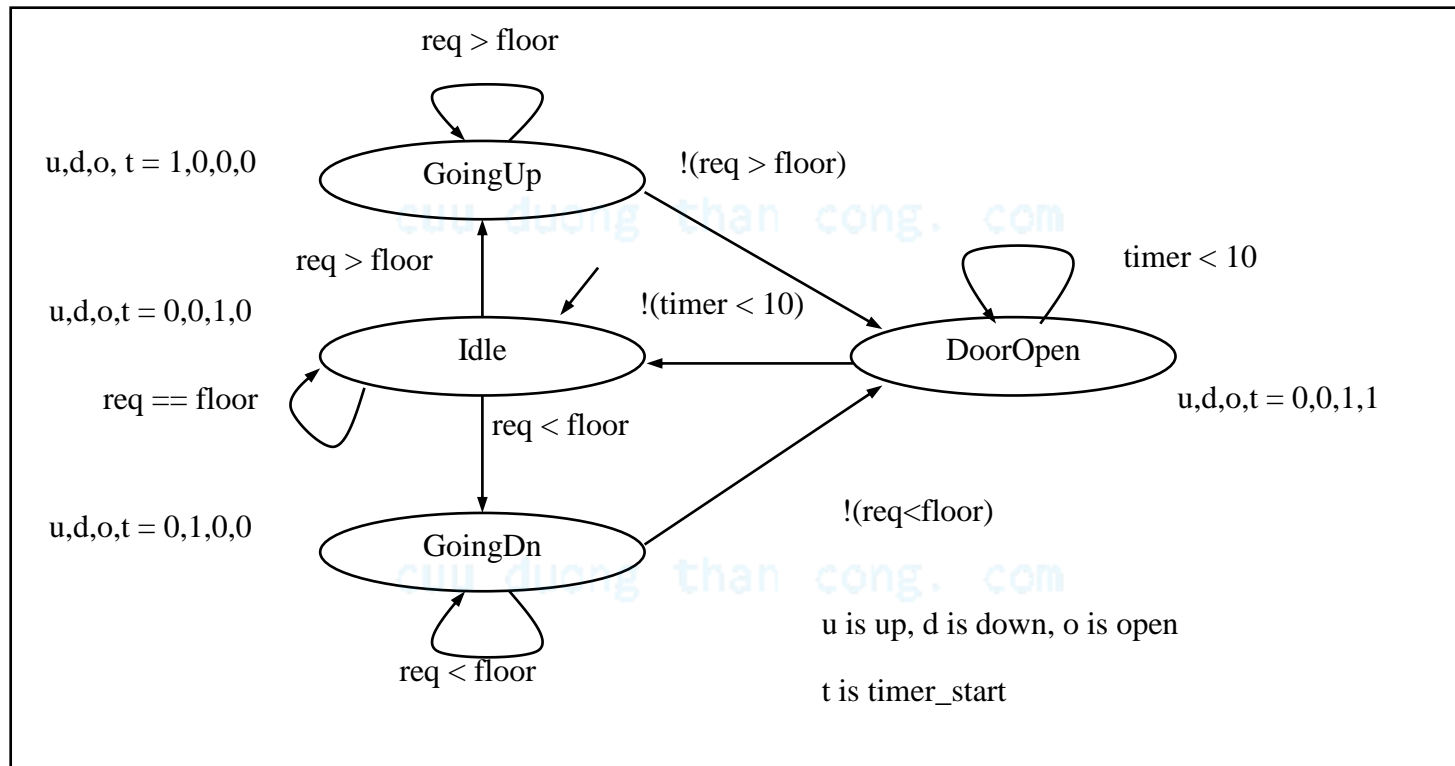 req > floor
u,d,o, t = 1,0,0,0
GoingUp
!(req > floor)
cuu duong than cong. com
req > floor
timer < 10
u,d,o,t = 0,0,1,0
!(timer < 10)
Idle
DoorOpen
req == floor
u,d,o,t = 0,0,1,1
req < floor
u,d,o,t = 0,1,0,0
!(req<floor)
GoingDn
cuu duong than cong. com
u is up, d is down, o is open
req < floor
t is timer_start